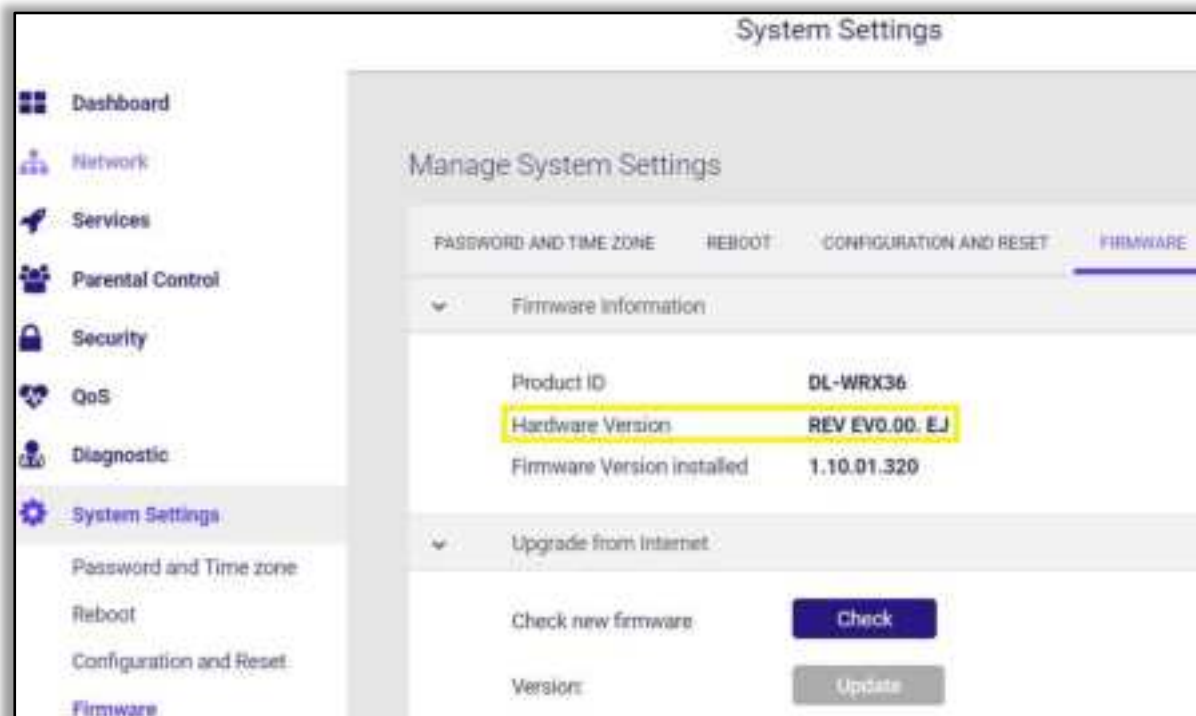 System Settings
Dashboard
Network
Services
Parental Control
Security
QoS
Diagnostic
System Settings
Password and Time zone
Reboot
Configuration and Reset
Firmware
Manage System Settings
PASSWORD AND TIME ZONE REBOOT CONFIGURATION AND RESET FIRMWARE
Firmware Information
Product ID DL-WRX36
Hardware Version REV EV0.00. EJ
Firmware Version installed 1.10.01.320
Upgrade from Internet
Check new firmware Check
Version: Update